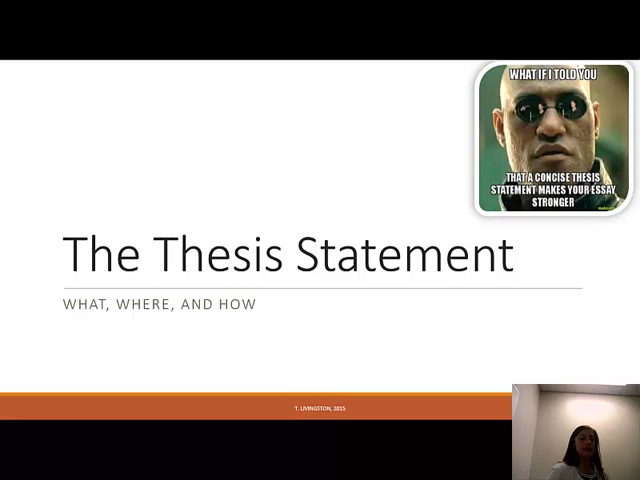 WHAT IF I TOLD YOU
THAT A CONCISE THESIS
STATEMENT MAKES YOUR ESSAY
STRONGER
The Thesis Statement
WHAT, WHERE, AND HOW
T. LIVINGSTON, 2015